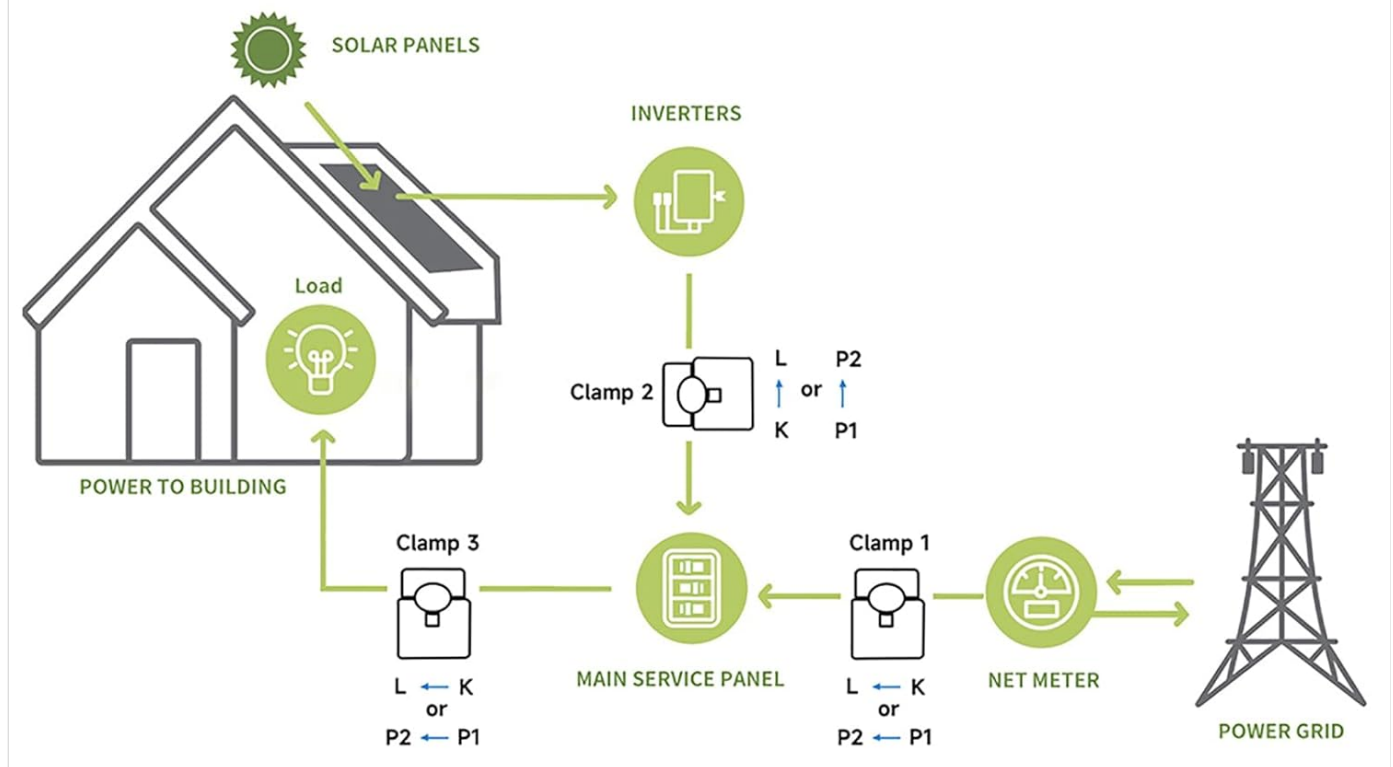 SOLAR PANELS
INVERTERS
Load
Clamp 2
L P2
or
K P1
POWER TO BUILDING
Clamp 3
Clamp 1
L K
or
P2 P1
MAIN SERVICE PANEL
L K
or
P2 P1
NET METER
POWER GRID